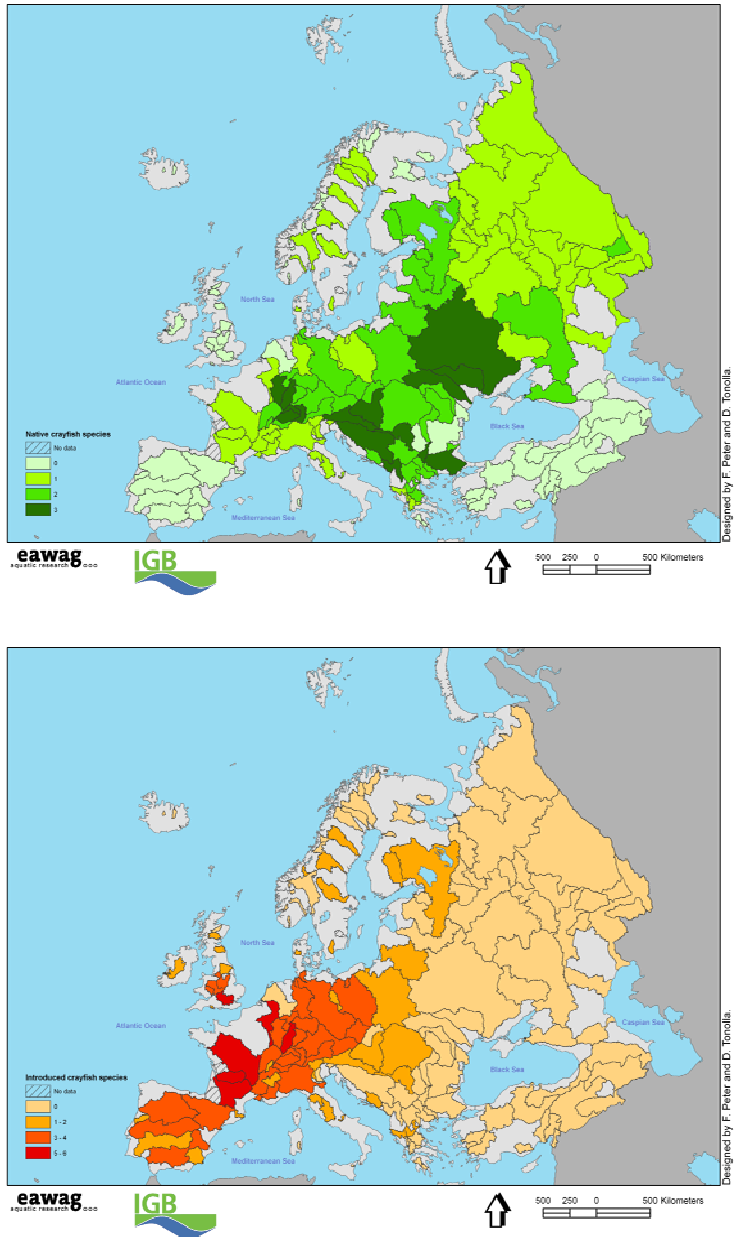 North Sea
Atlantic Ocean
Caspian Sea
Black Sea
Mediterranean Sea
Native crayfish species
No data
0
1
2
3
Designed by F. Peter and D. Tonolla.
eawag
aquatic research
IGB
500 250 0 500 Kilometers
North Sea
Atlantic Ocean
Caspian Sea
Black Sea
Mediterranean Sea
Introduced crayfish species
No data
0
1 - 2
3 - 4
5 - 6
Designed by F. Peter and D. Tonolla.
eawag
aquatic research
IGB
500 250 0 500 Kilometers